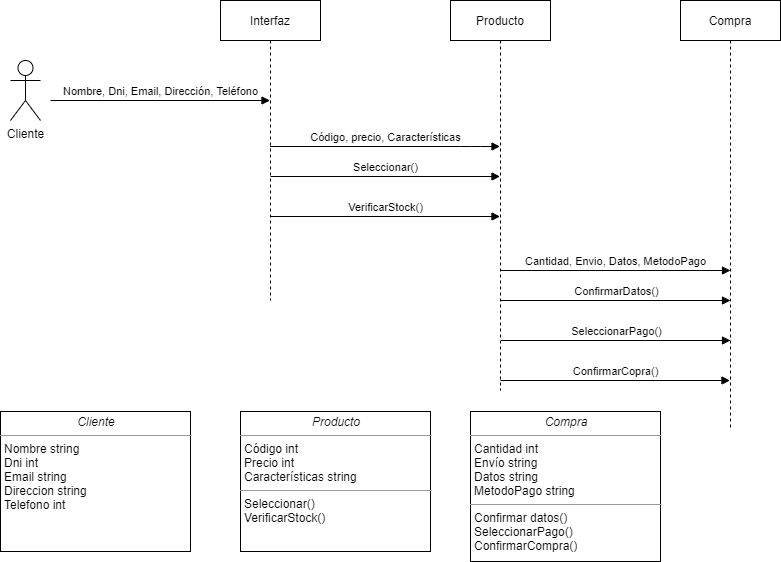 Interfaz
Producto
Compra
Nombre, Dni, Email, Dirección, Teléfono
Cliente
Código, precio, Características
Seleccionar()
VerificarStock()
Cantidad, Envio, Datos, MetodoPago
ConfirmarDatos()
SeleccionarPago()
ConfirmarCopra()
Cliente
Nombre string
Dni int
Email string
Direccion string
Telefono int
Producto
Código int
Precio int
Características string
Seleccionar()
VerificarStock()
Compra
Cantidad int
Envío string
Datos string
MetodoPago string
Confirmar datos()
SeleccionarPago()
ConfirmarCompra()